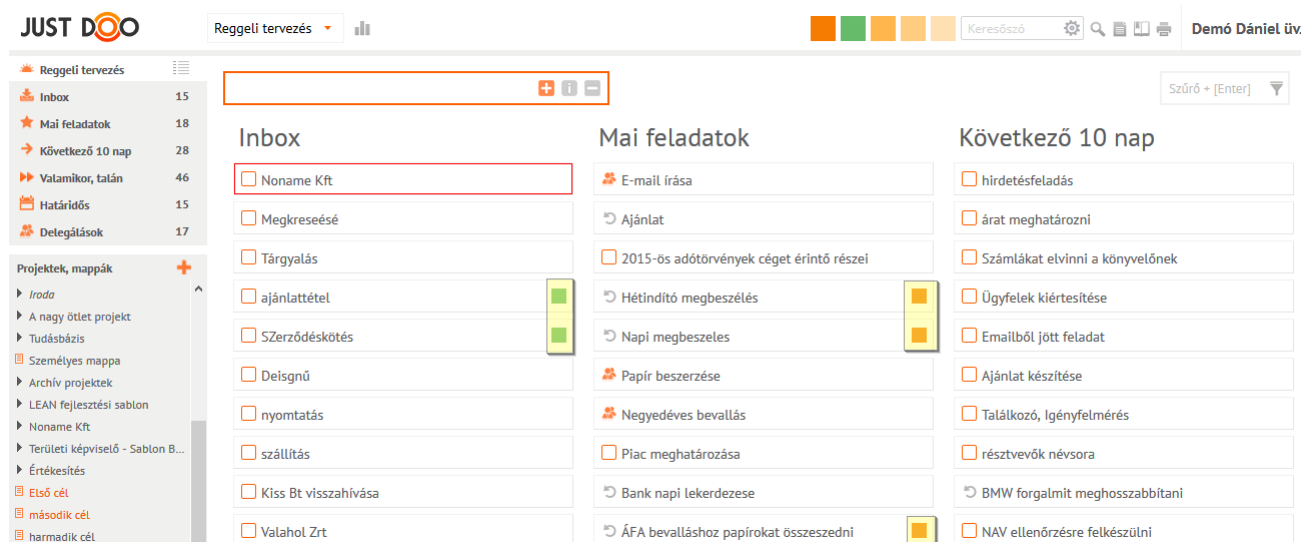 JUST DOO
Reggeli tervezés
Keresőszó
Demó Dániel üv.
Reggeli tervezés
Inbox 15
Mai feladatok 18
Következő 10 nap 28
Valamikor, talán 46
Határidős 15
Delegálások 17
Projektek, mappák
Iroda
A nagy ötlet projekt
Tudásbázis
Személyes mappa
Archív projektek
LEAN fejlesztési sablon
Noname Kft
Területi képviselő - Sablon B...
Értékesítés
Első cél
második cél
harmadik cél
Szűrő + [Enter]
Inbox
Noname Kft
Megkreseésé
Tárgyalás
ajánlattétel
SZerződéskötés
Deisgnű
nyomtatás
szállítás
Kiss Bt visszahívása
Valahol Zrt
Mai feladatok
E-mail írása
Ajánlat
2015-ös adótörvények céget érintő részei
Hétindító megbeszélés
Napi megbeszeles
Papír beszerzése
Negyedéves bevallás
Piac meghatározása
Bank napi lekerdezese
ÁFA bevalláshoz papírokat összeszedni
Következő 10 nap
hirdetésfeladás
árat meghatározni
Számlákat elvinni a könyvelőnek
Ügyfelek kiértesítése
Emailből jött feladat
Ajánlat készítése
Találkozó, Igényfelmérés
résztvevők névsora
BMW forgalmit meghosszabbítani
NAV ellenőrzésre felkészülni